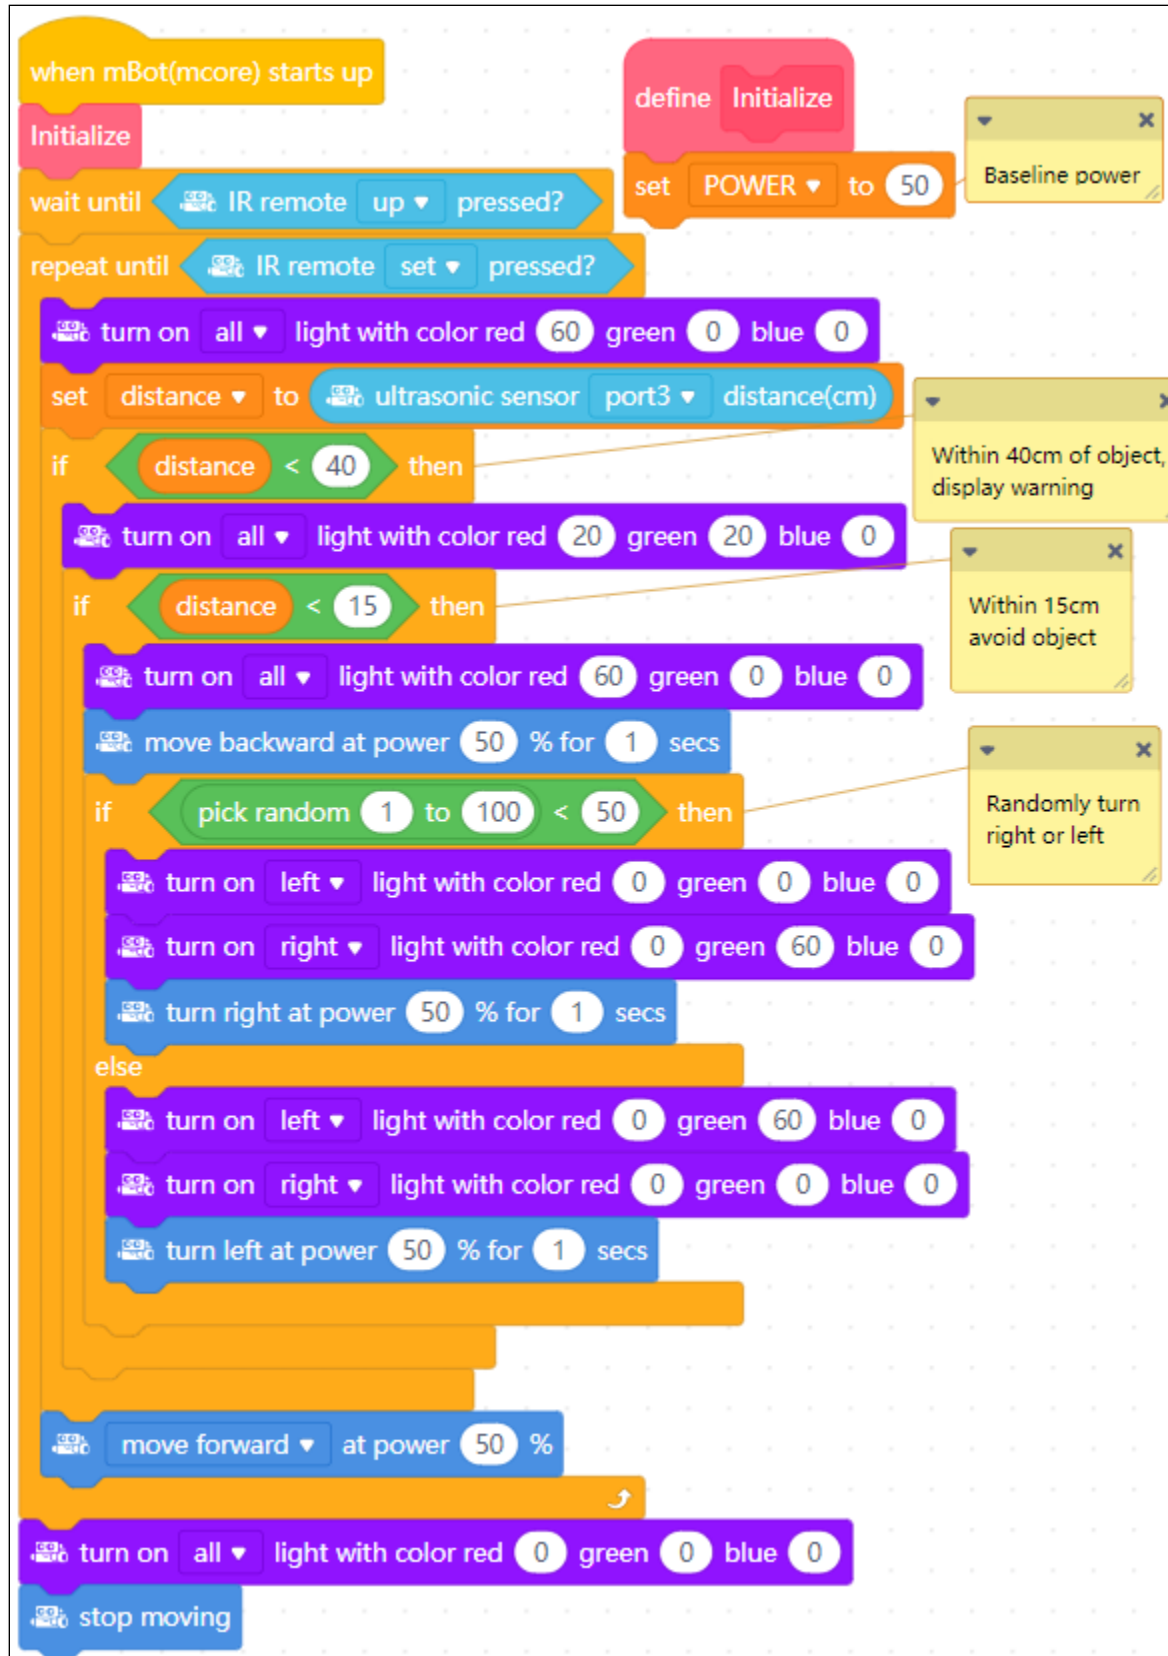 when mBot(mcore) starts up
Initialize
wait until IR remote up pressed?
repeat until IR remote set pressed?
turn on all light with color red 60 green 0 blue 0
set distance to ultrasonic sensor port3 distance(cm)
if distance < 40 then
turn on all light with color red 20 green 20 blue 0
if distance < 15 then
turn on all light with color red 60 green 0 blue 0
move backward at power 50 % for 1 secs
if pick random 1 to 100 < 50 then
turn on left light with color red 0 green 0 blue 0
turn on right light with color red 0 green 60 blue 0
turn right at power 50 % for 1 secs
else
turn on left light with color red 0 green 60 blue 0
turn on right light with color red 0 green 0 blue 0
turn left at power 50 % for 1 secs
move forward at power 50 %
turn on all light with color red 0 green 0 blue 0
stop moving
define Initialize
set POWER to 50
Baseline power
Within 40cm of object,
display warning
Within 15cm
avoid object
Randomly turn
right or left